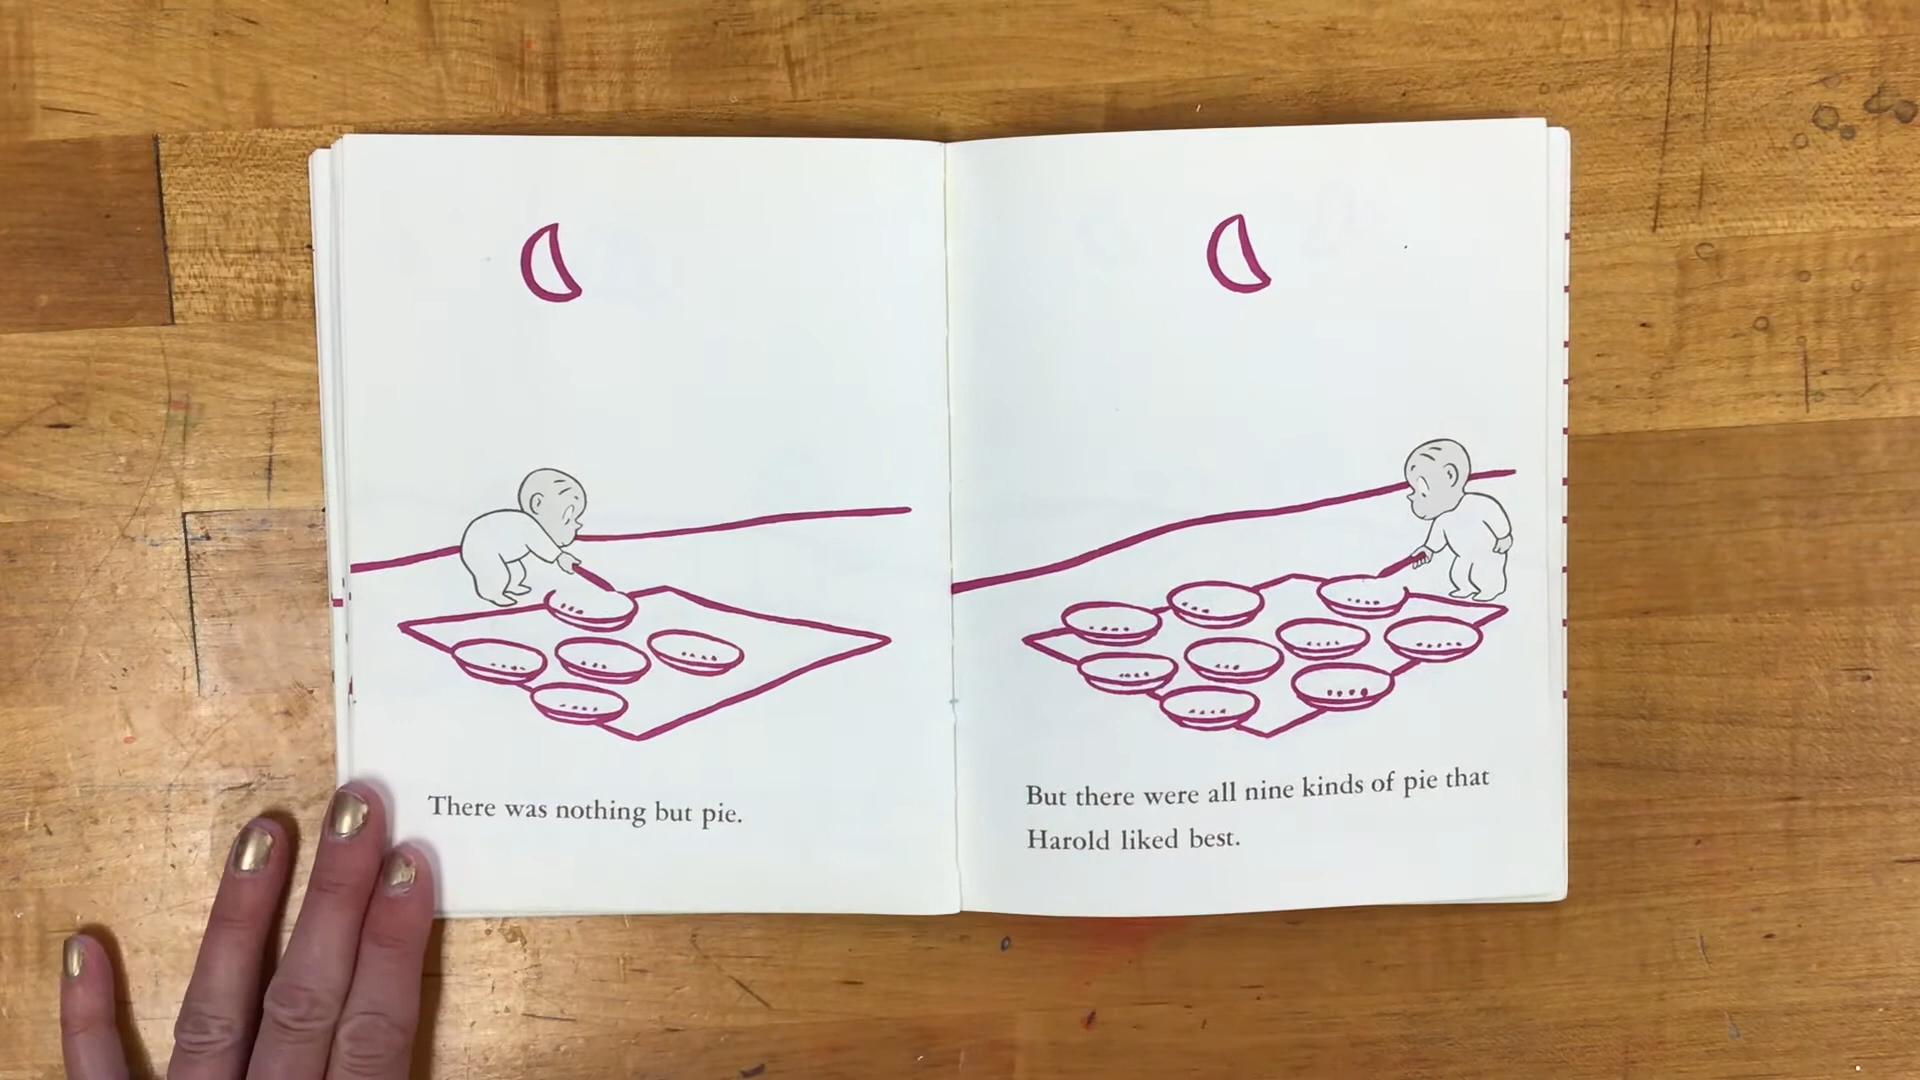 There was nothing but pie.
But there were all nine kinds of pie that
Harold liked best.